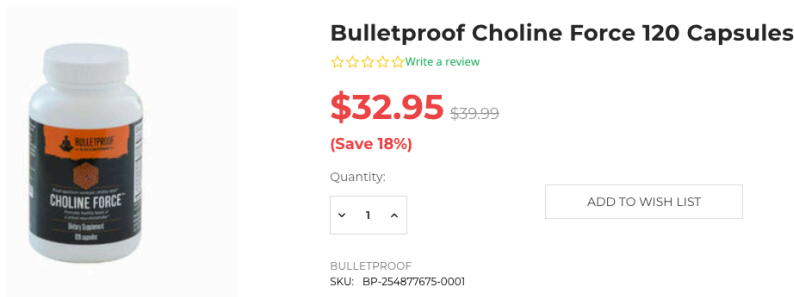 Bulletproof Choline Force 120 Capsules
Write a review
$32.95 $39.99
(Save 18%)
Quantity:
1
ADD TO WISH LIST
BULLETPROOF
SKU: BP-254877675-0001
BULLETPROOF
CHOLINE FORCE™
Dietary Supplement
120 capsules